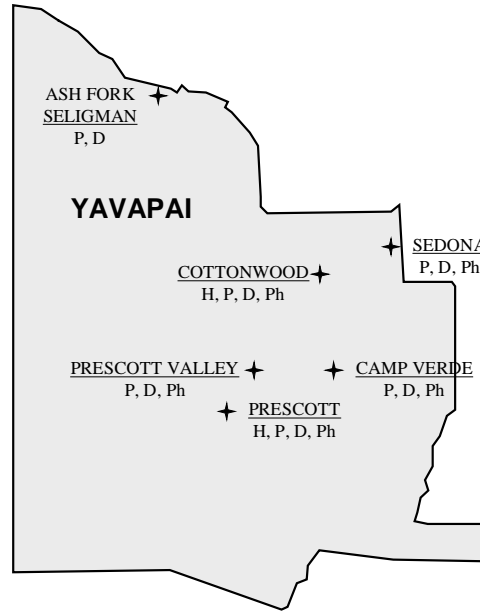 ASH FORK
SELIGMAN
P, D
YAVAPAI
SEDONA
P, D, Ph
COTTONWOOD
H, P, D, Ph
PRESCOTT VALLEY
P, D, Ph
CAMP VERDE
P, D, Ph
PRESCOTT
H, P, D, Ph